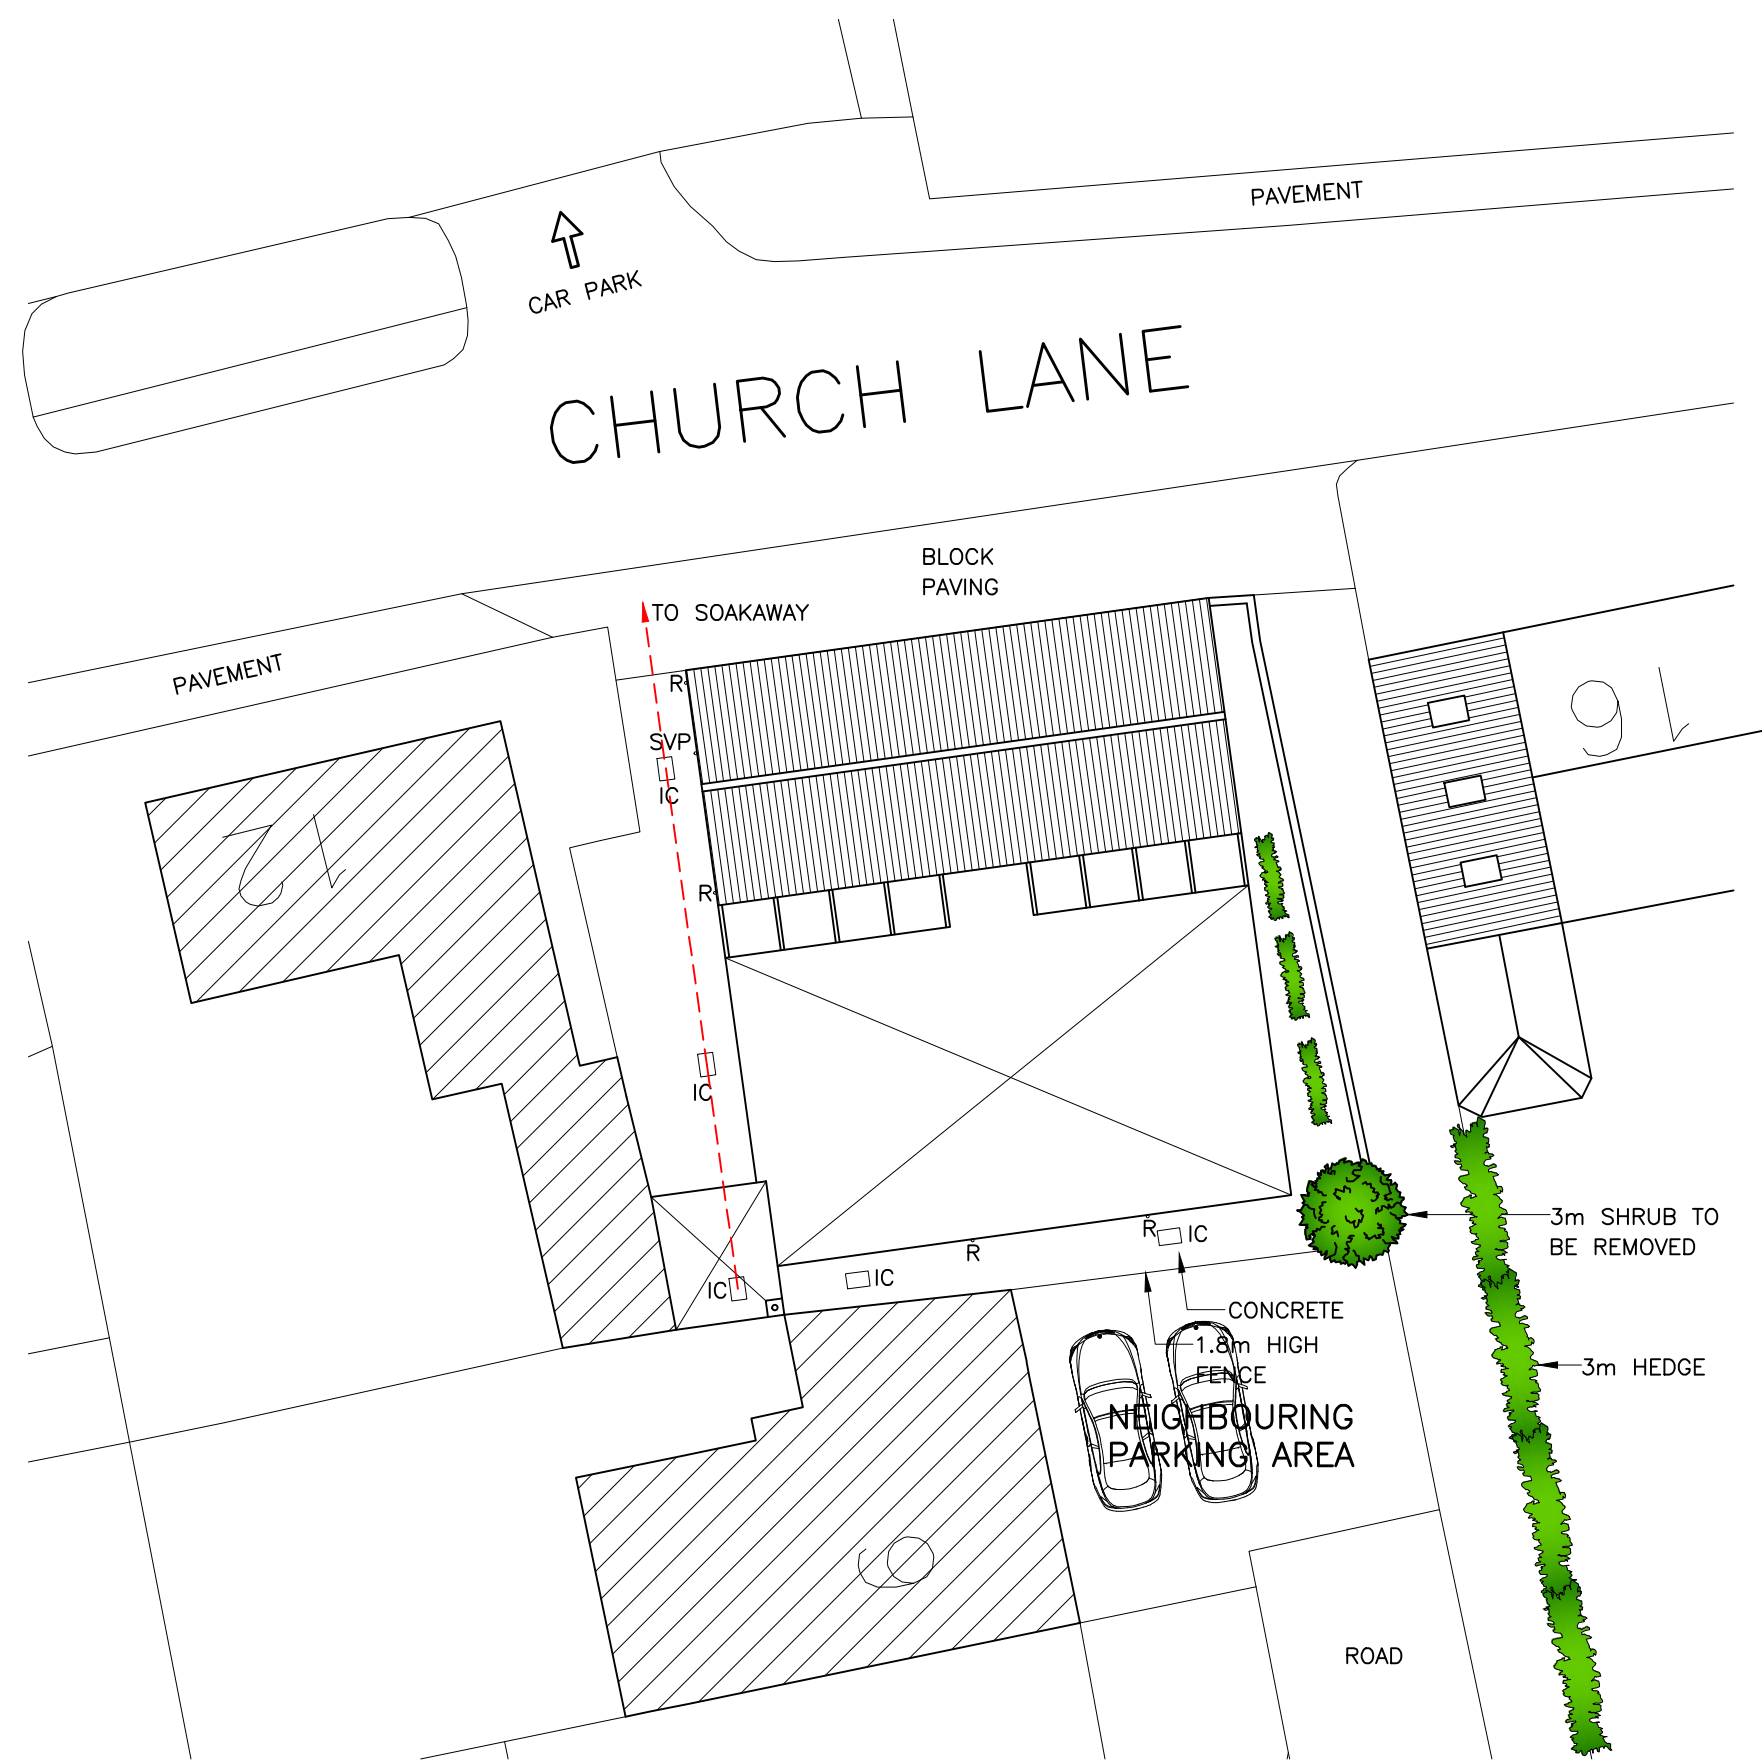 PAVEMENT
CAR PARK
CHURCH LANE
BLOCK
PAVING
TO SOAKAWAY
PAVEMENT
R
SVP
IC
R
IC
3m SHRUB TO
BE REMOVED
R
IC
R
IC
IC
CONCRETE
1.8m HIGH
FENCE
3m HEDGE
NEIGHBOURING
PARKING AREA
ROAD